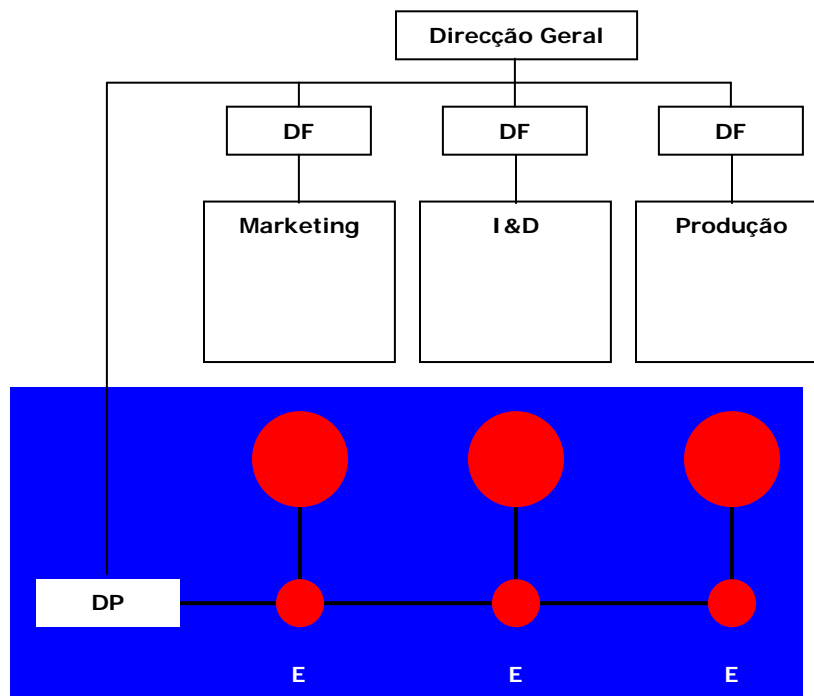 Direcção Geral
DF
DF
DF
Marketing
I&D
Produção
DP
E
E
E